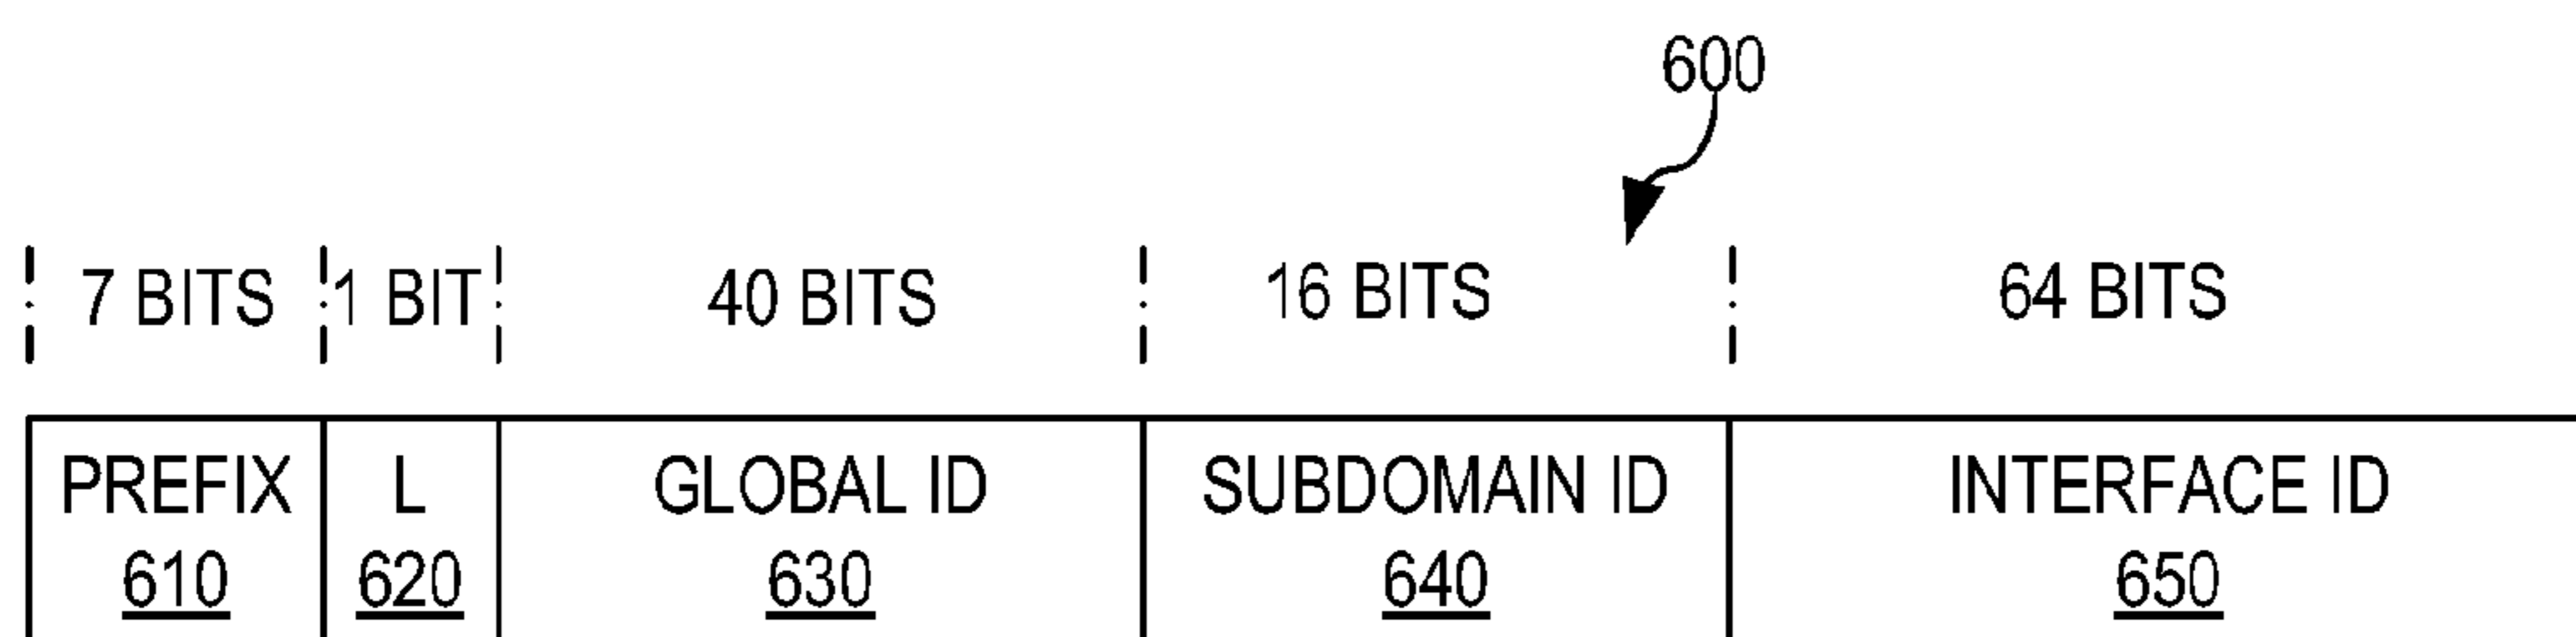 600
7 BITS 1 BIT 40 BITS 16 BITS 64 BITS
PREFIX L GLOBAL ID SUBDOMAIN ID INTERFACE ID
610 620 630 640 650